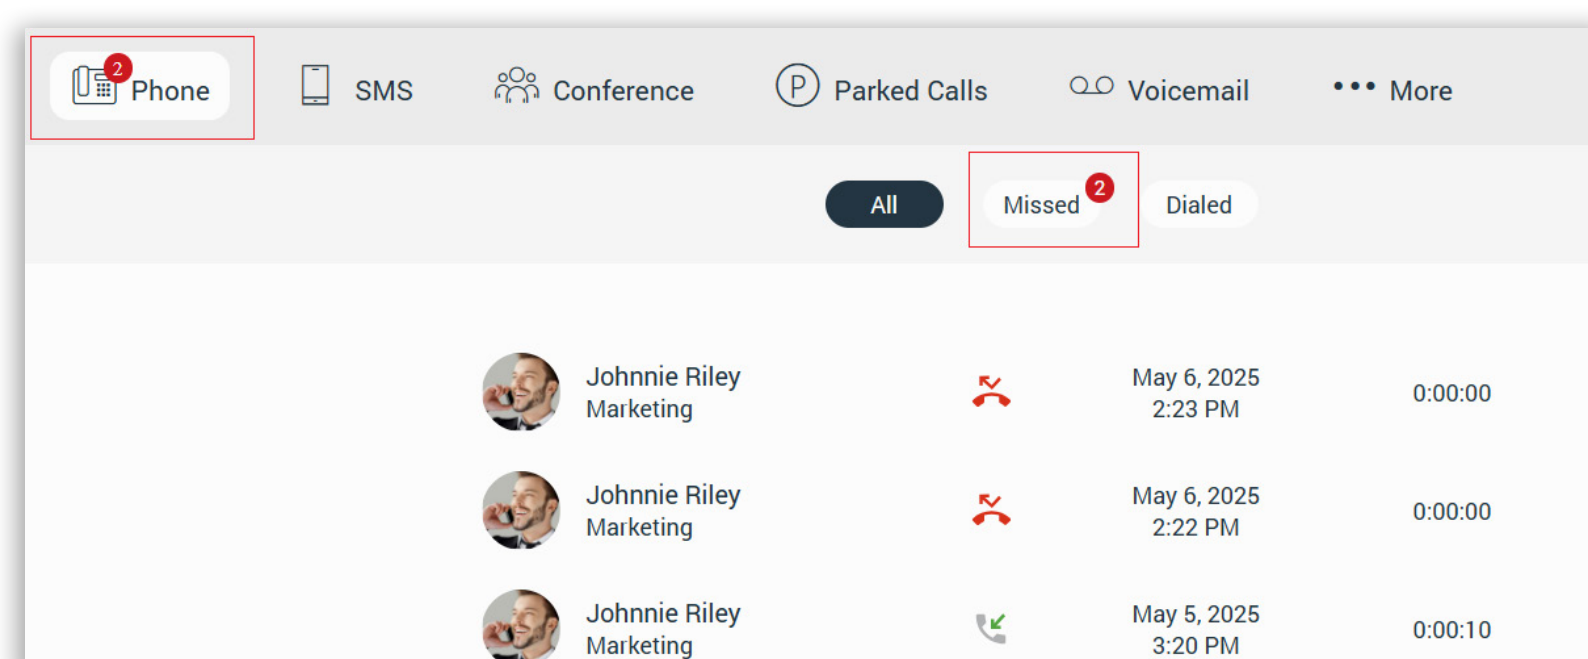 2 Phone SMS Conference P Parked Calls Voicemail More
All Missed 2 Dialed
Johnnie Riley May 6, 2025 0:00:00
Marketing 2:23 PM
Johnnie Riley May 6, 2025 0:00:00
Marketing 2:22 PM
Johnnie Riley May 5, 2025 0:00:10
Marketing 3:20 PM